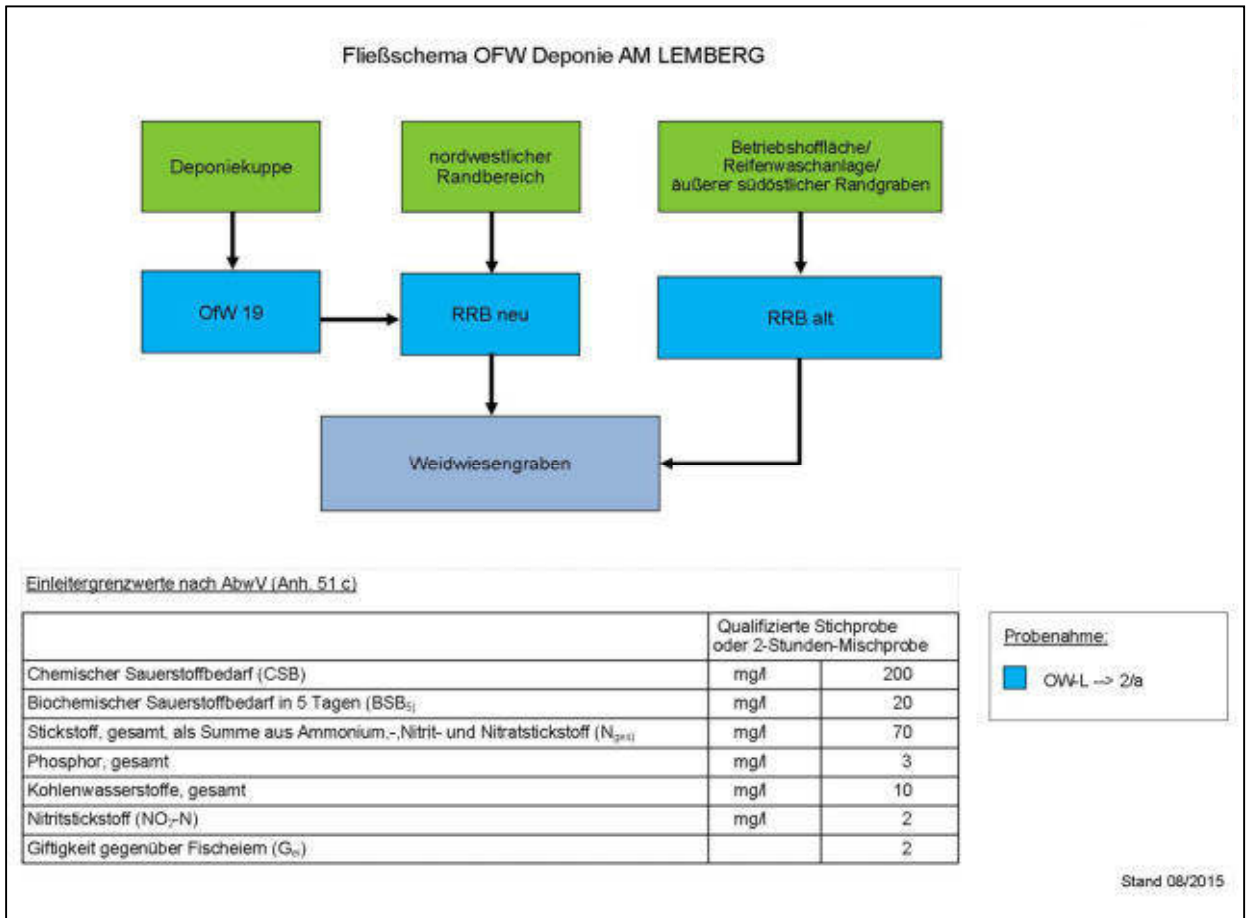 Fließschema OFW Deponie AM LEMBERG
Deponiekuppe
nordwestlicher
Randbereich
Betriebshoffläche/
Reifenwaschanlage/
äußerer südöstlicher Randgraben
OfW 19
RRB neu
RRB alt
Weidwiesengraben
Einleitergrenzwerte nach AbwV (Anh. 51 c)
Qualifizierte Stichprobe
oder 2-Stunden-Mischprobe
Chemischer Sauerstoffbedarf (CSB) mg/l 200
Biochemischer Sauerstoffbedarf in 5 Tagen (BSB5) mg/l 20
Stickstoff, gesamt, als Summe aus Ammonium,-,Nitrit- und Nitratstickstoff (Nges) mg/l 70
Phosphor, gesamt mg/l 3
Kohlenwasserstoffe, gesamt mg/l 10
Nitritstickstoff (NO2-N) mg/l 2
Giftigkeit gegenüber Fischeiern (Gei) 2
Probenahme:
OW-L --> 2/a
Stand 08/2015